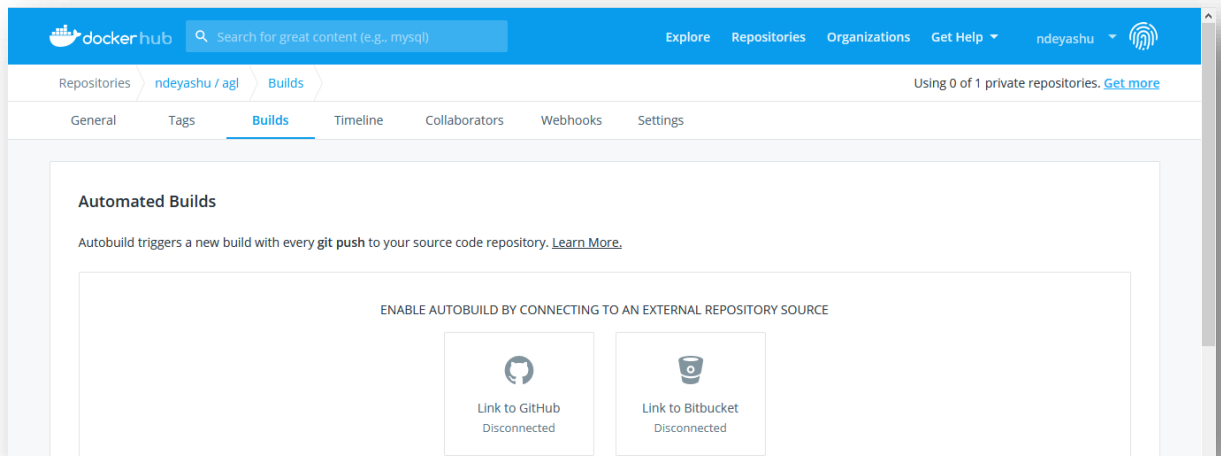 docker hub Search for great content (e.g., mysql) Explore Repositories Organizations Get Help ndeyashu
Repositories ndeyashu / agl Builds Using 0 of 1 private repositories. Get more
General Tags Builds Timeline Collaborators Webhooks Settings
Automated Builds
Autobuild triggers a new build with every git push to your source code repository. Learn More.
ENABLE AUTOBUILD BY CONNECTING TO AN EXTERNAL REPOSITORY SOURCE
Link to GitHub Link to Bitbucket
Disconnected Disconnected